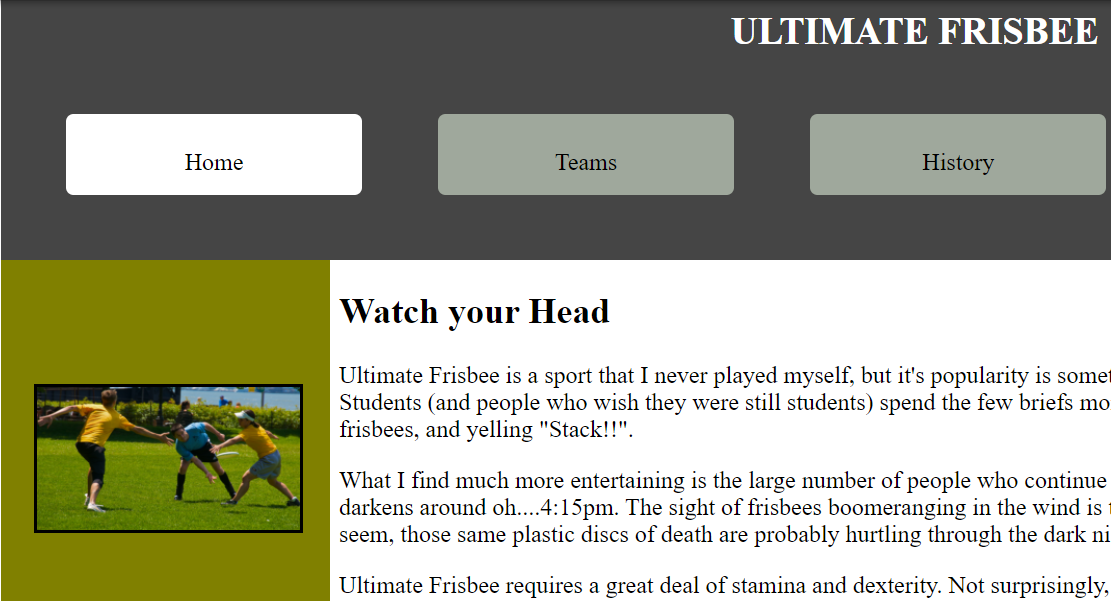 ULTIMATE FRISBEE
Home
Teams
History
Watch your Head
Ultimate Frisbee is a sport that I never played myself, but it's popularity is
Students (and people who wish they were still students) spend the few briefs
frisbees, and yelling "Stack!!".
What I find much more entertaining is the large number of people who continue
darkens around oh....4:15pm. The sight of frisbees boomeranging in the wind is
seem, those same plastic discs of death are probably hurtling through the dark
Ultimate Frisbee requires a great deal of stamina and dexterity. Not surprisingly,